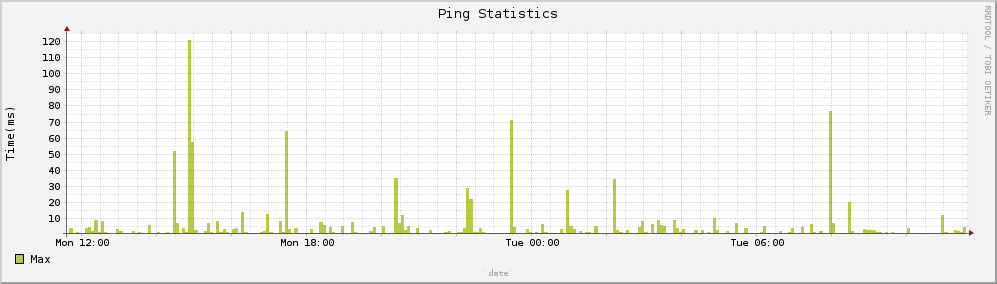 Ping Statistics
RRDTOOL / TOBI OETIKER
Time(ms)
120
110
100
90
80
70
60
50
40
30
20
10
Mon 12:00 Mon 18:00 Tue 00:00 Tue 06:00
Max
`date`